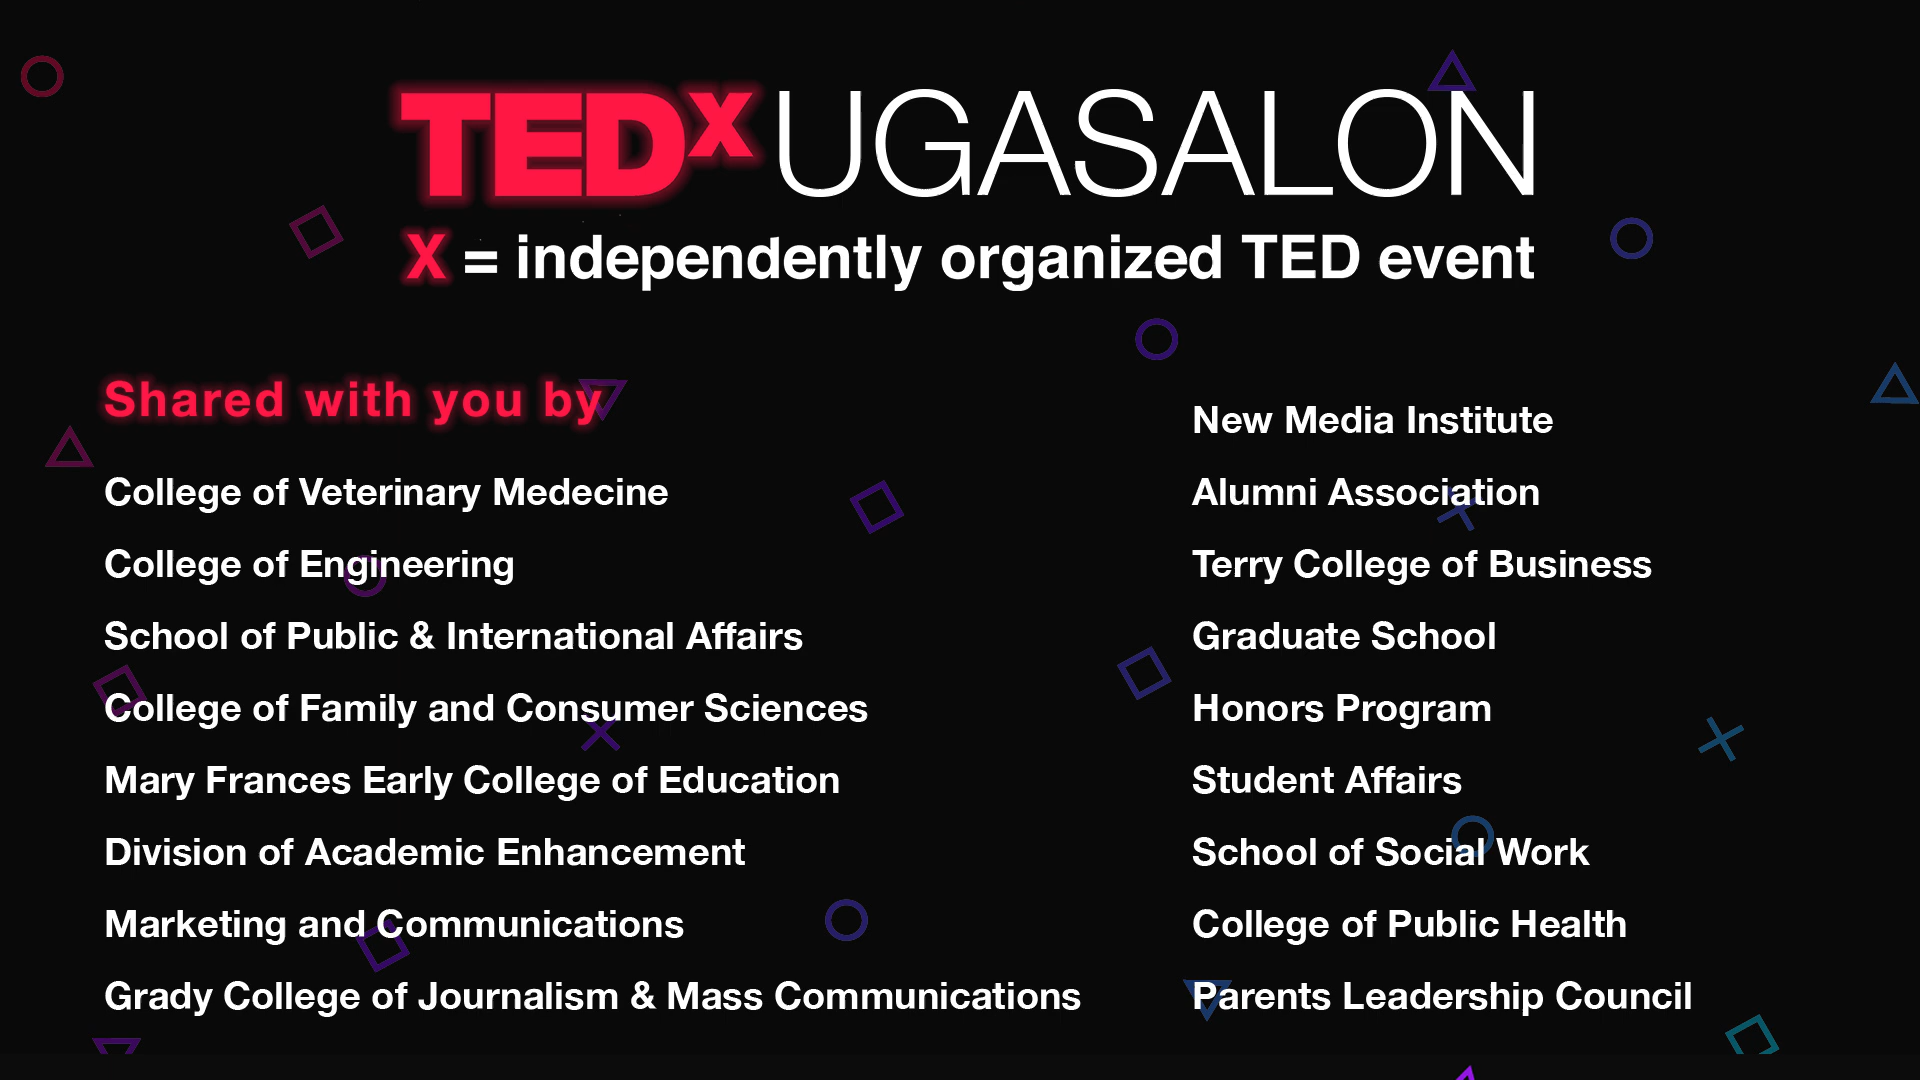 TEDx UGASALON
X = independently organized TED event
Shared with you by
College of Veterinary Medecine
College of Engineering
School of Public & International Affairs
College of Family and Consumer Sciences
Mary Frances Early College of Education
Division of Academic Enhancement
Marketing and Communications
Grady College of Journalism & Mass Communications
New Media Institute
Alumni Association
Terry College of Business
Graduate School
Honors Program
Student Affairs
School of Social Work
College of Public Health
Parents Leadership Council